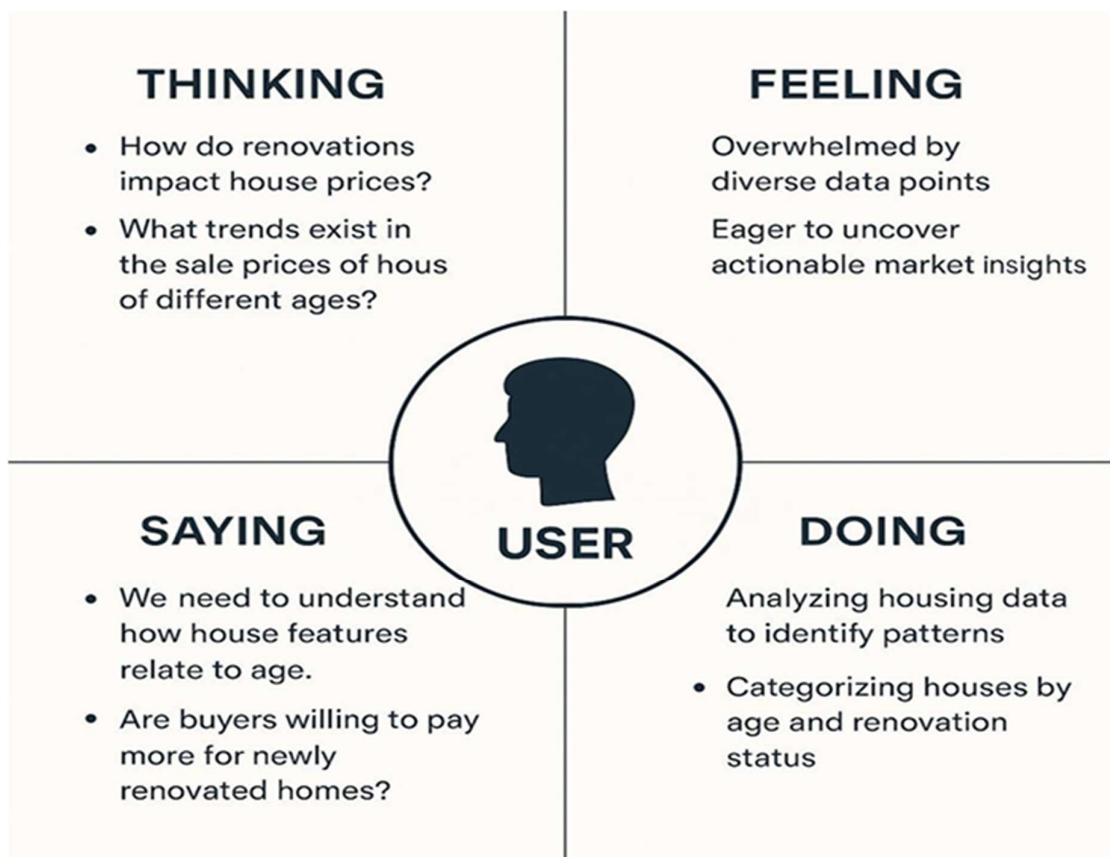 THINKING
• How do renovations
impact house prices?
• What trends exist in
the sale prices of hous
of different ages?
FEELING
Overwhelmed by
diverse data points
Eager to uncover
actionable market insights
USER
SAYING
• We need to understand
how house features
relate to age.
• Are buyers willing to pay
more for newly
renovated homes?
DOING
Analyzing housing data
to identify patterns
• Categorizing houses by
age and renovation
status